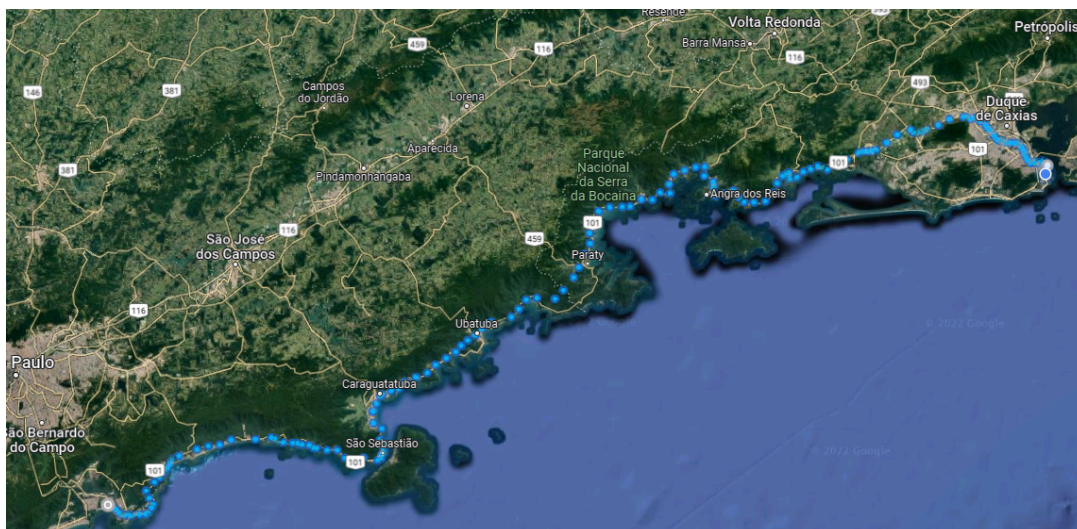 Resende
393
Volta Redonda
Petrópolis
459
116
Barra Mansa
116
146
381
Campos
do Jordão
Lorena
493
Duque
de Caxias
101
Aparecida
381
Pindamonhangaba
Parque
Nacional
da Serra
da Bocaina
101
Angra dos Reis
116
São José
dos Campos
459
101
Paraty
116
© 2022 Google
Ubatuba
Paulo
Caraguatatuba
São Bernardo
do Campo
São Sebastião
101
101
© 2022 Google